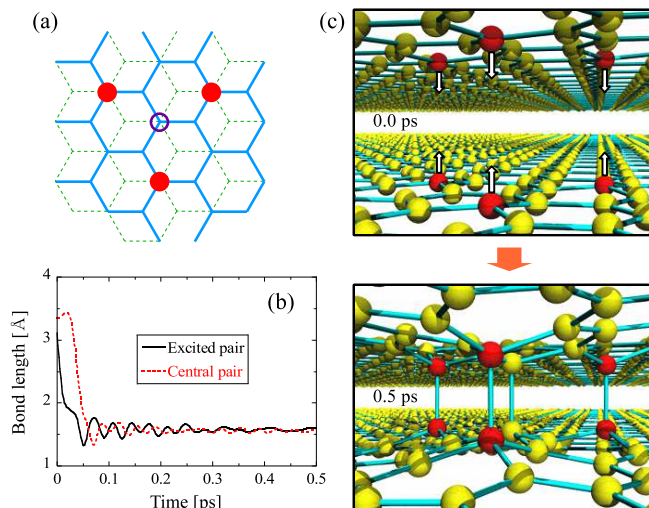 (a)
(b)
Bond length [Å]
4
3
2
1
Excited pair
Central pair
0
0.1
0.2
0.3
0.4
0.5
Time [ps]
(c)
0.0 ps
0.5 ps